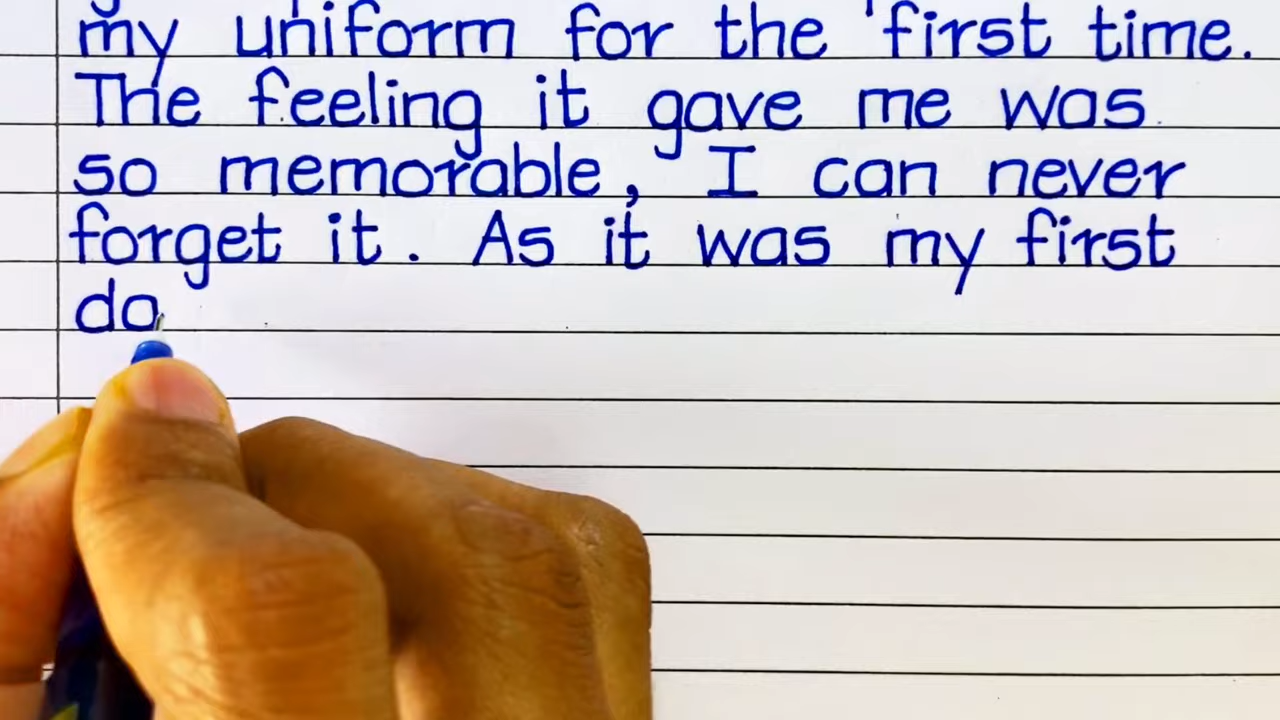 my uniform for the first time.
The feeling it gave me was
so memorable, I can never
forget it. As it was my first
da